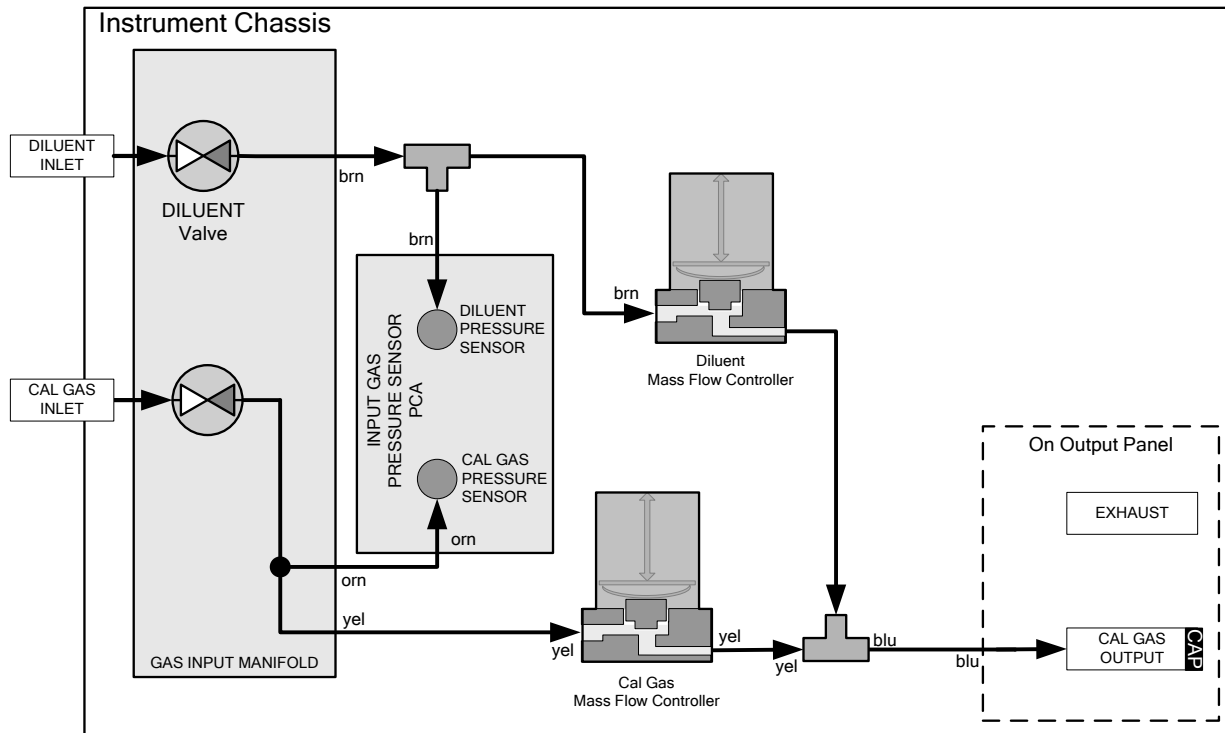 Instrument Chassis
DILUENT
INLET
brn
DILUENT
Valve
brn
brn
DILUENT
PRESSURE
SENSOR
INPUT GAS
PRESSURE SENSOR
PCA
Diluent
Mass Flow Controller
CAL GAS
INLET
CAL GAS
PRESSURE
SENSOR
orn
orn
yel
GAS INPUT MANIFOLD
yel
Cal Gas
Mass Flow Controller
yel
yel
blu
blu
On Output Panel
EXHAUST
CAL GAS
OUTPUT
CAP